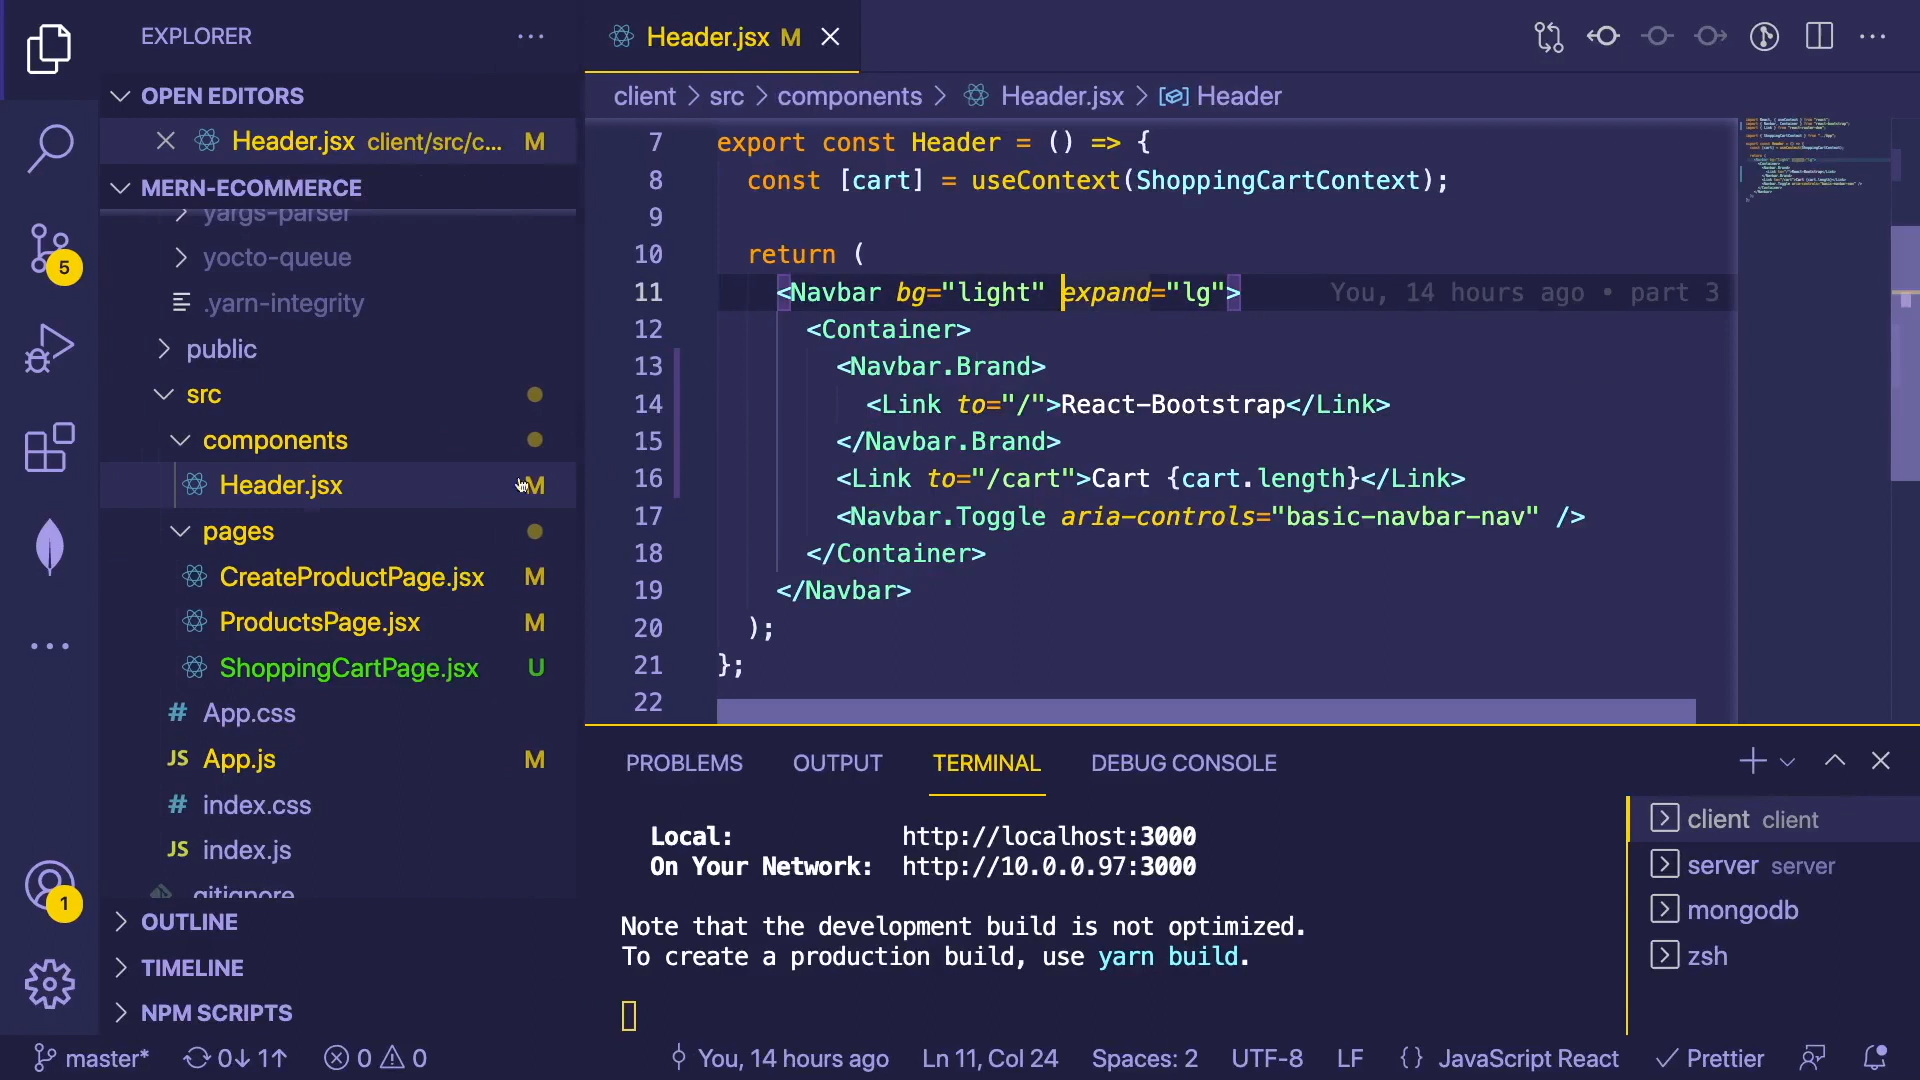 EXPLORER
OPEN EDITORS
Header.jsx client/src/c... M
MERN-ECOMMERCE
yargs-parser
yocto-queue
.yarn-integrity
public
src
components
Header.jsx M
pages
CreateProductPage.jsx M
ProductsPage.jsx M
ShoppingCartPage.jsx U
# App.css
JS App.js M
# index.css
JS index.js
.gitignore
OUTLINE
TIMELINE
NPM SCRIPTS
5
1
Header.jsx M
client > src > components > Header.jsx > Header
7 export const Header = () => {
8 const [cart] = useContext(ShoppingCartContext);
9
10 return (
11 <Navbar bg="light" expand="lg"> You, 14 hours ago • part 3
12 <Container>
13 <Navbar.Brand>
14 <Link to="/">React-Bootstrap</Link>
15 </Navbar.Brand>
16 <Link to="/cart">Cart {cart.length}</Link>
17 <Navbar.Toggle aria-controls="basic-navbar-nav" />
18 </Container>
19 </Navbar>
20 );
21 };
22
PROBLEMS OUTPUT TERMINAL DEBUG CONSOLE
Local: http://localhost:3000
On Your Network: http://10.0.0.97:3000
Note that the development build is not optimized.
To create a production build, use yarn build.
client client
server server
mongodb
zsh
master* 0↓ 1↑ 0 0 You, 14 hours ago Ln 11, Col 24 Spaces: 2 UTF-8 LF {} JavaScript React Prettier